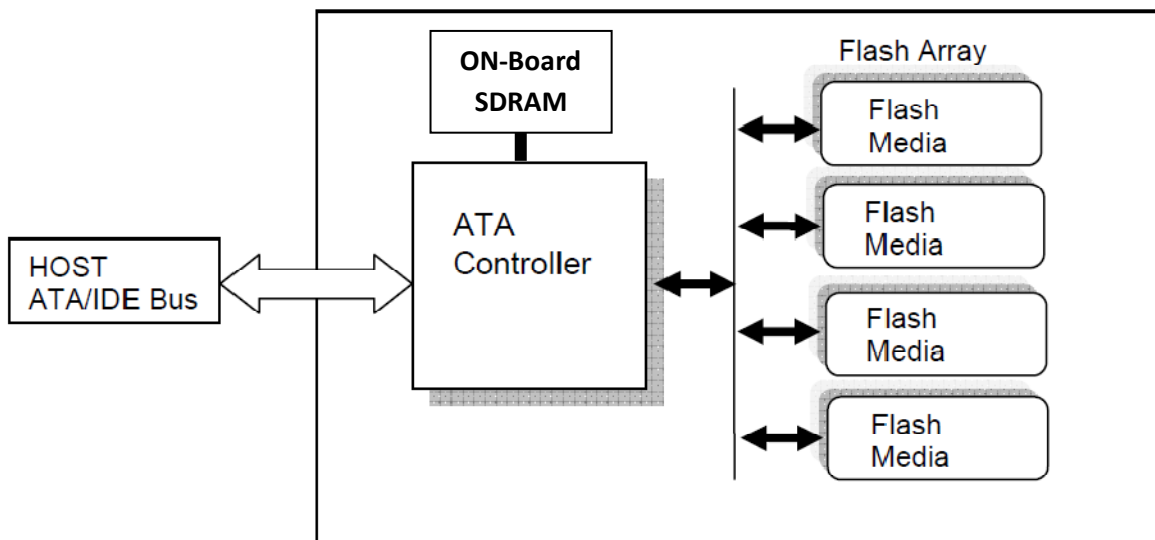 ON-Board
SDRAM
Flash Array
Flash
Media
ATA
Controller
Flash
Media
HOST
ATA/IDE Bus
Flash
Media
Flash
Media